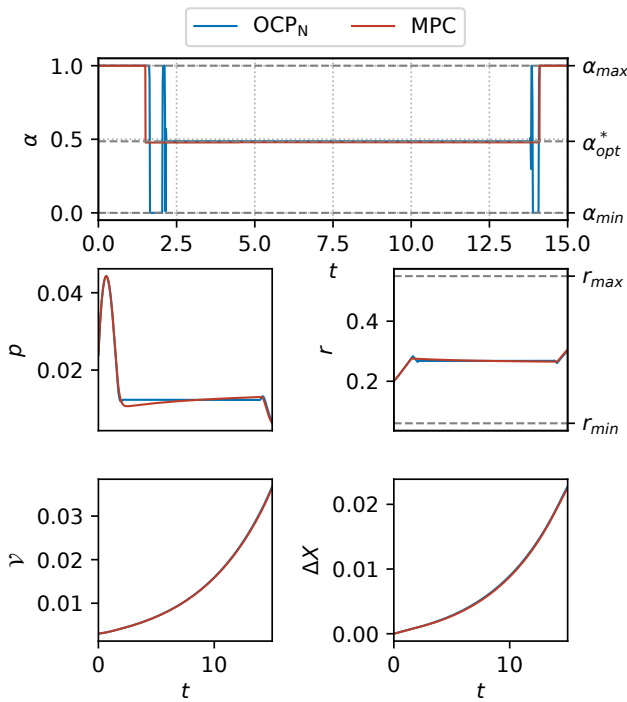 OCP_N MPC
1.0 α_max
α 0.5 α*_opt
0.0 α_min
0.0 2.5 5.0 7.5 10.0 12.5 15.0
t
p 0.04
0.02
r 0.4
0.2
r_max
r_min
𝒱 0.03
0.02
0.01
0 10
t
ΔX 0.02
0.01
0.00
0 10
t